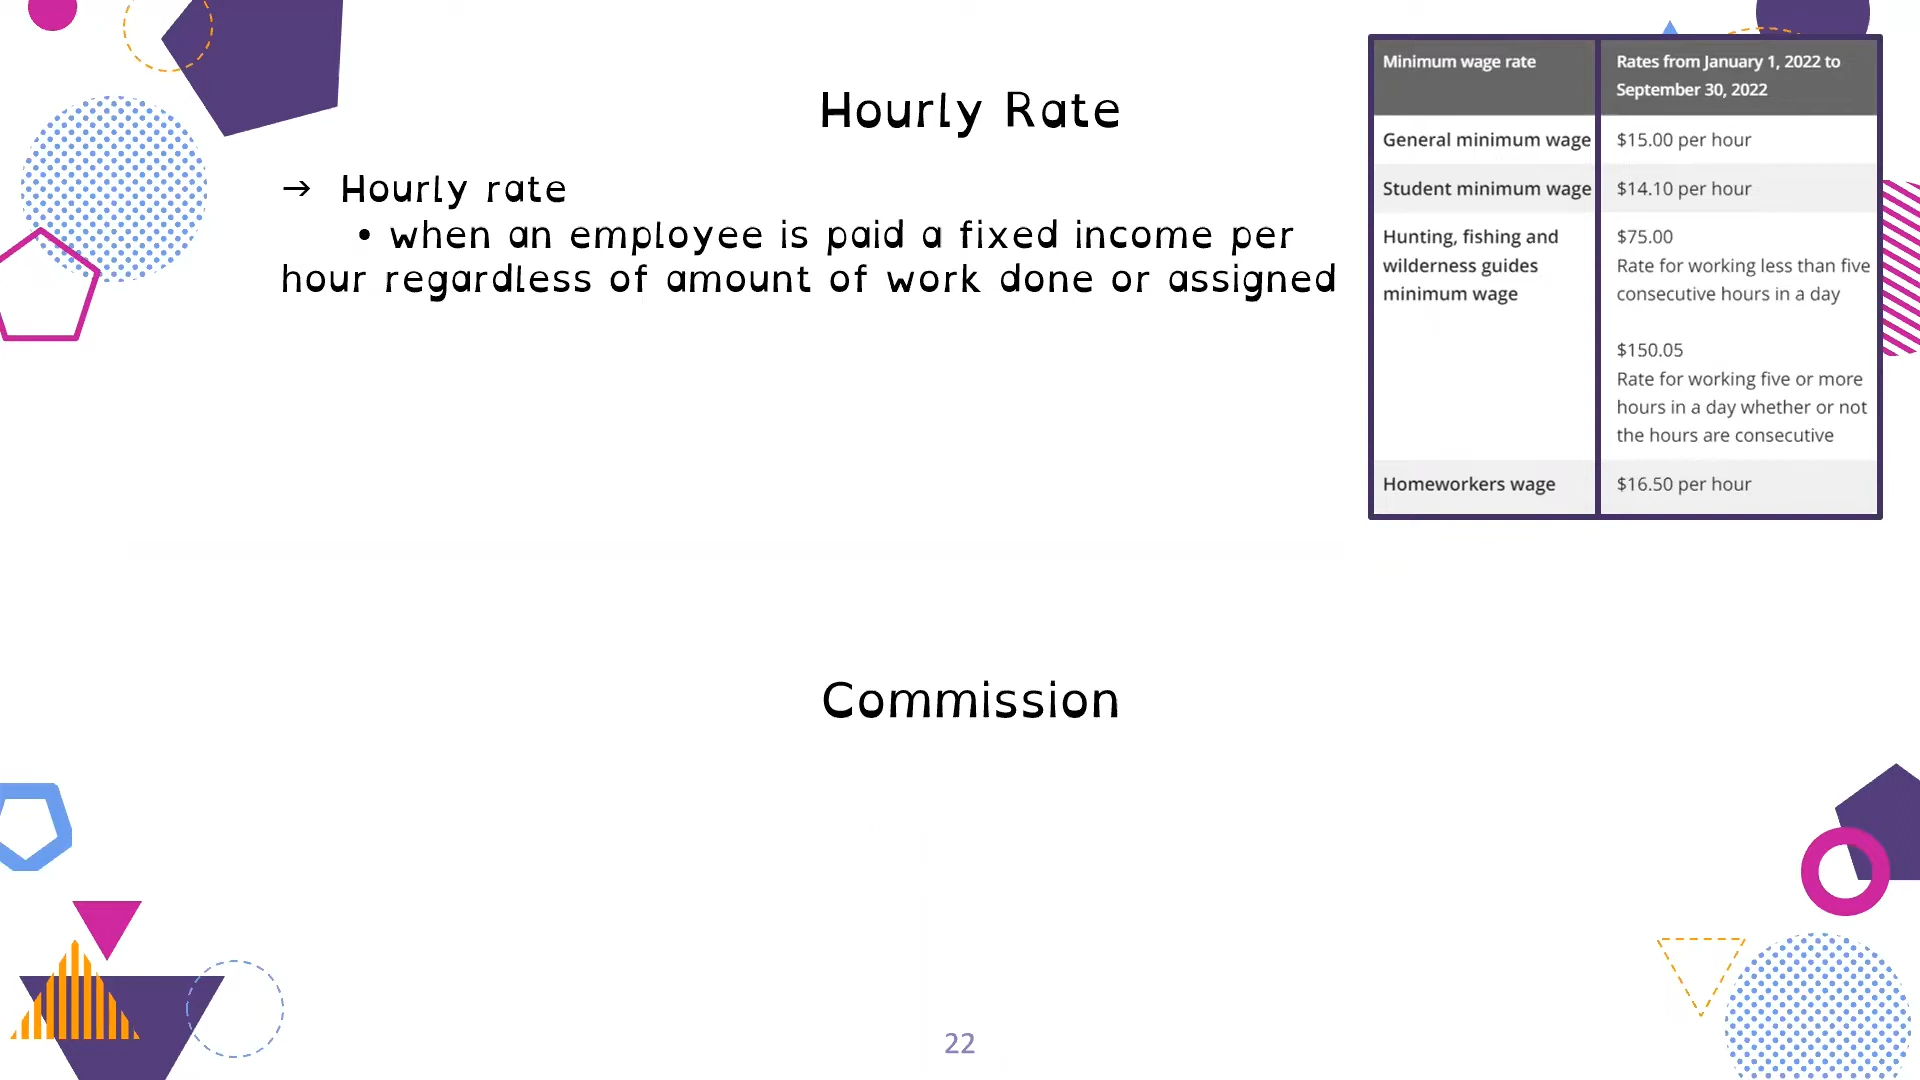 Hourly Rate
→ Hourly rate
• when an employee is paid a fixed income per
hour regardless of amount of work done or assigned
Minimum wage rate
Rates from January 1, 2022 to
September 30, 2022
General minimum wage
$15.00 per hour
Student minimum wage
$14.10 per hour
Hunting, fishing and
wilderness guides
minimum wage
$75.00
Rate for working less than five
consecutive hours in a day
$150.05
Rate for working five or more
hours in a day whether or not
the hours are consecutive
Homeworkers wage
$16.50 per hour
Commission
22